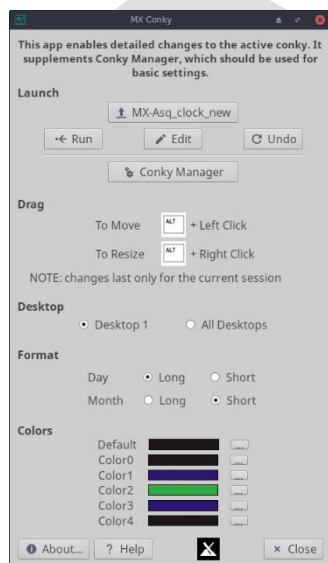 MX Conky
This app enables detailed changes to the active conky. It
supplements Conky Manager, which should be used for
basic settings.
Launch
MX-Asq_clock_new
Run Edit Undo
Conky Manager
Drag
To Move ALT + Left Click
To Resize ALT + Right Click
NOTE: changes last only for the current session
Desktop
Desktop 1 All Desktops
Format
Day Long Short
Month Long Short
Colors
Default ...
Color0 ...
Color1 ...
Color2 ...
Color3 ...
Color4 ...
About... ? Help × Close